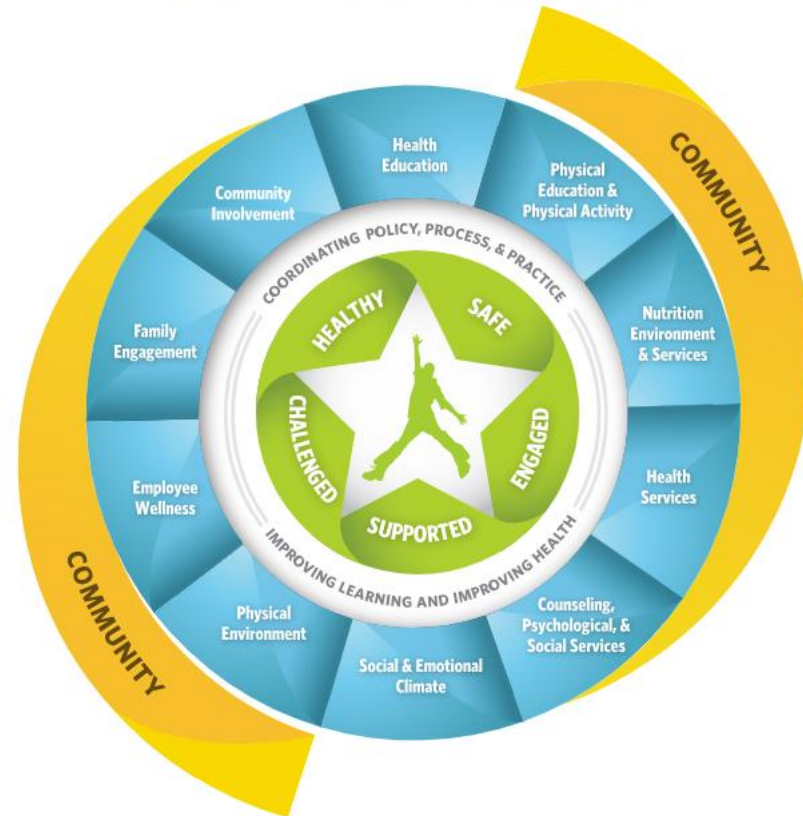 COMMUNITY
Health
Education
Physical
Education &
Physical Activity
Nutrition
Environment
& Services
Health
Services
Counseling,
Psychological, &
Social Services
Social & Emotional
Climate
Physical
Environment
Employee
Wellness
Family
Engagement
Community
Involvement
COORDINATING POLICY, PROCESS, & PRACTICE
IMPROVING LEARNING AND IMPROVING HEALTH
HEALTHY
SAFE
ENGAGED
SUPPORTED
CHALLENGED
COMMUNITY